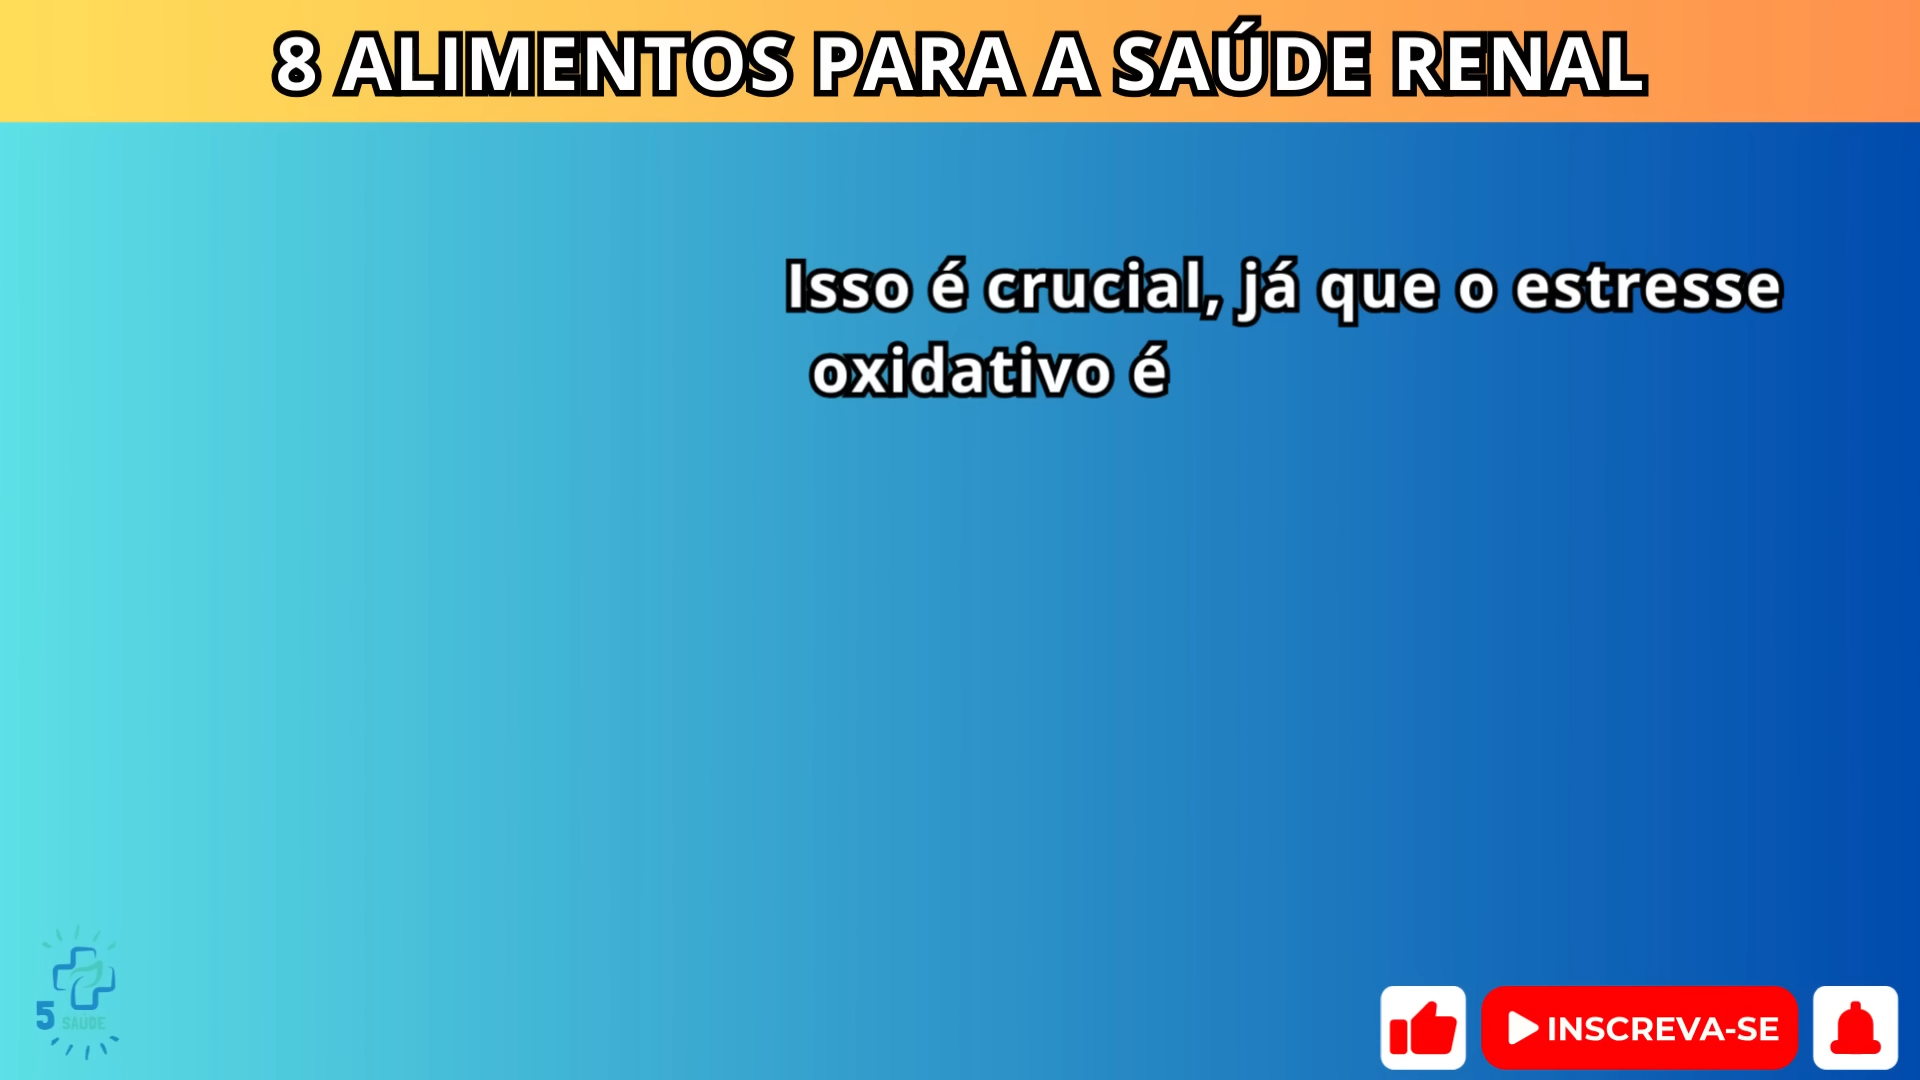 8 ALIMENTOS PARA A SAÚDE RENAL
Isso é crucial, já que o estresse
oxidativo é
5 SAÚDE
INSCREVA-SE